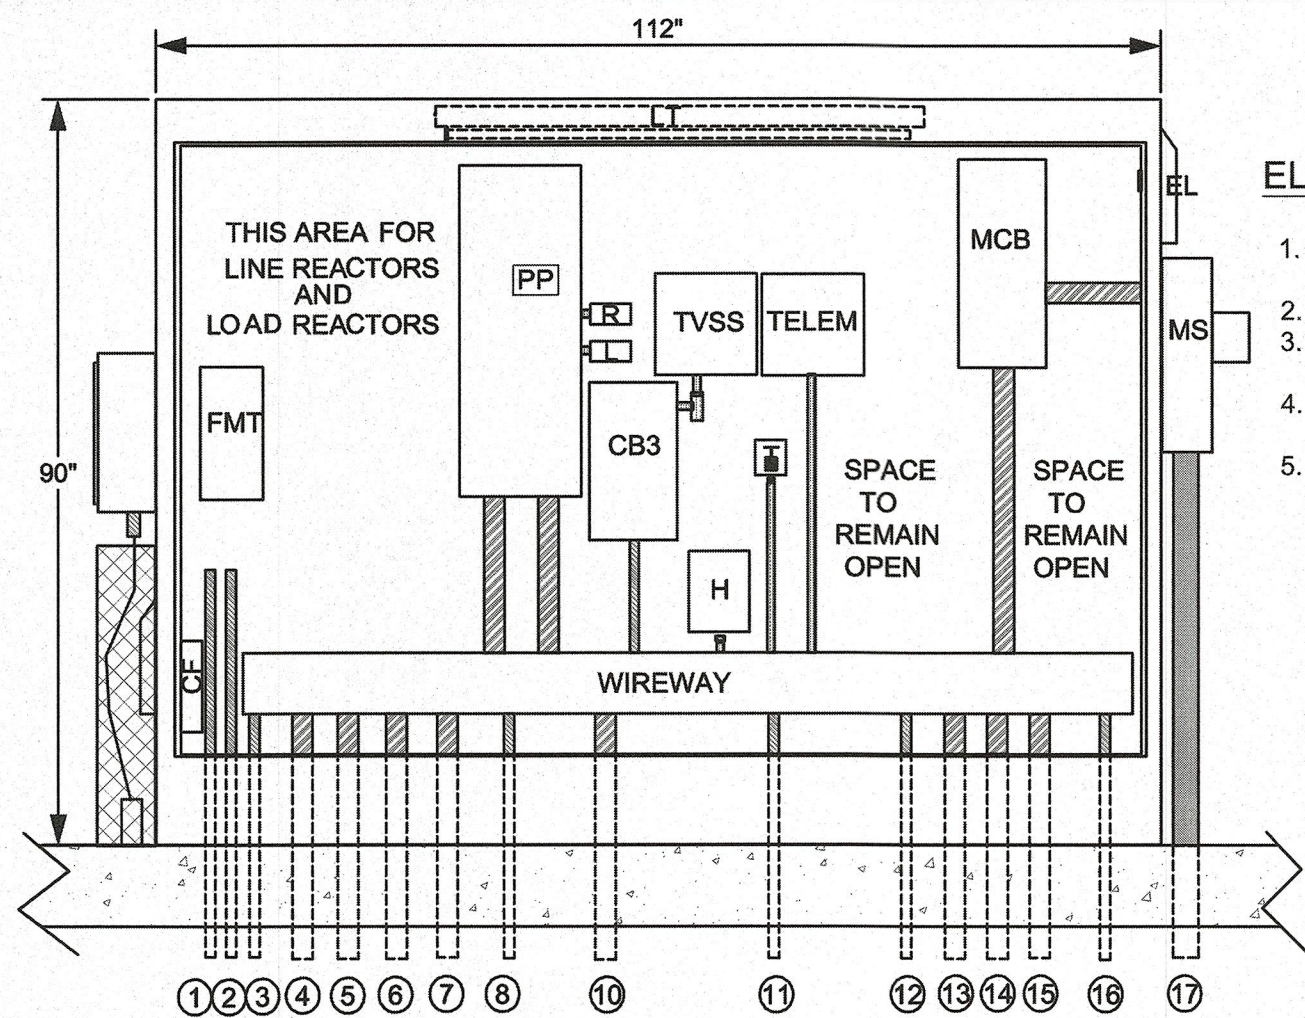 112"
EL
EL
MCB
THIS AREA FOR
LINE REACTORS
AND
LOAD REACTORS
PP
1.
R
TVSS
TELEM
MS
2.
L
3.
FMT
4.
CB3
90"
T
SPACE
TO
REMAIN
OPEN
SPACE
TO
REMAIN
OPEN
5.
H
CF
WIREWAY
1 2 3 4 5 6 7 8 10 11 12 13 14 15 16 17